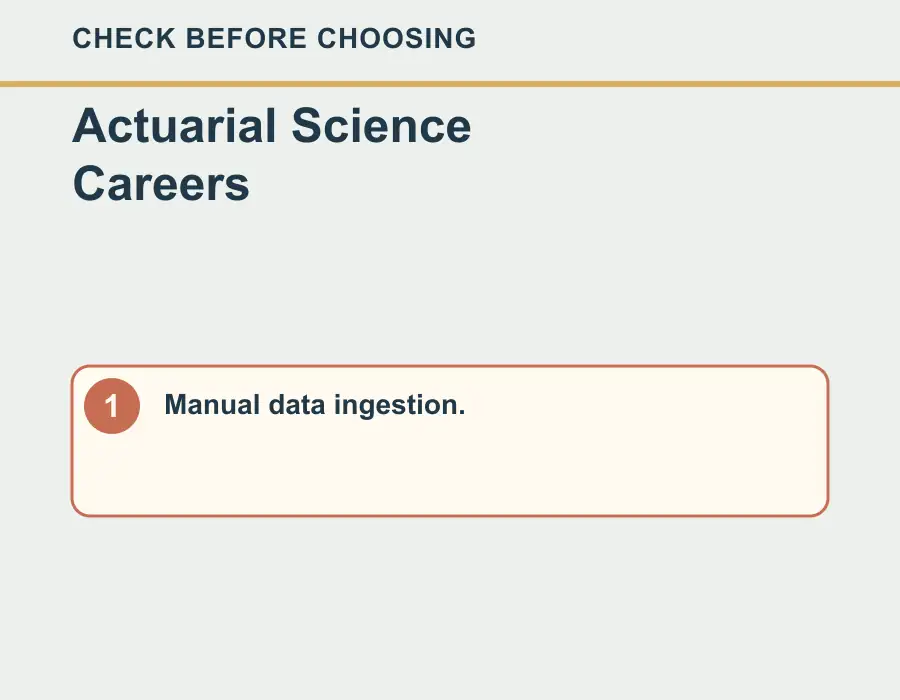 CHECK BEFORE CHOOSING
Actuarial Science
Careers
1 Manual data ingestion.